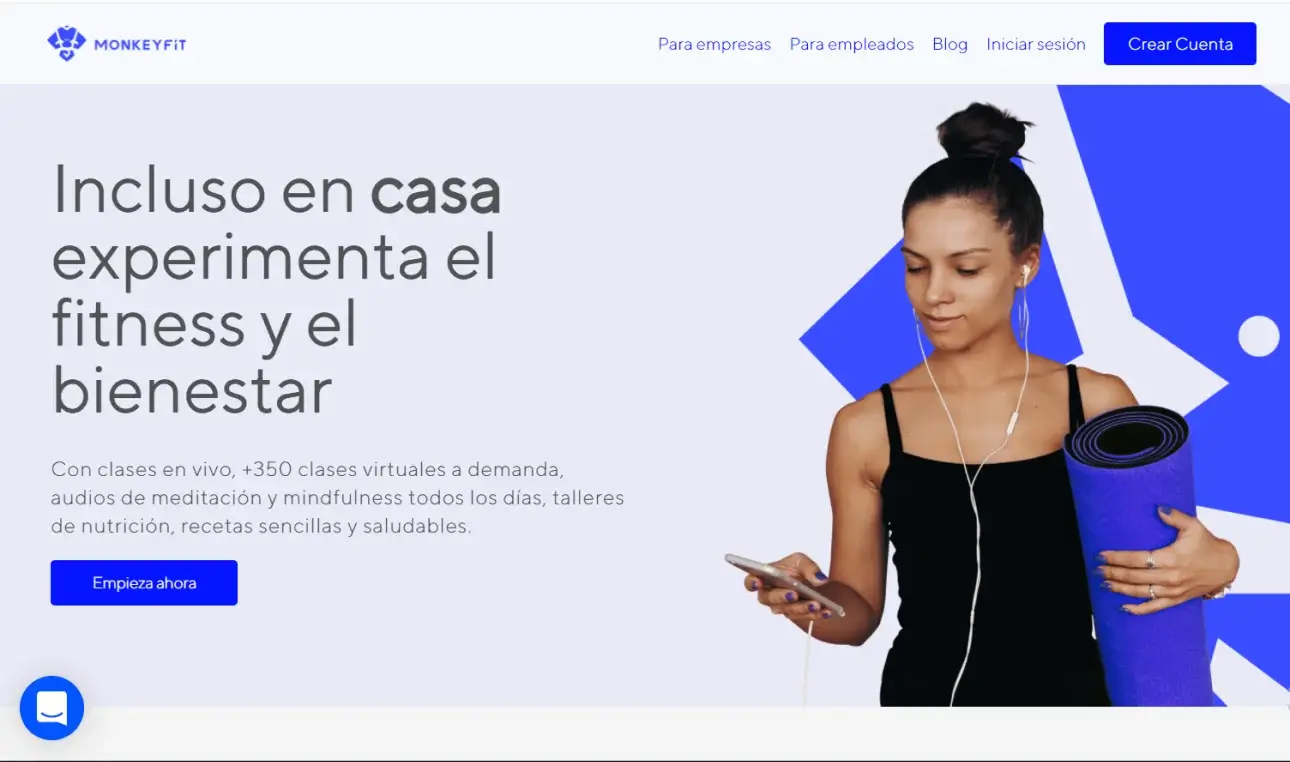 MONKEYFiT
Para empresas
Para empleados
Blog
Iniciar sesión
Crear Cuenta
Incluso en casa
experimenta el
fitness y el
bienestar
Con clases en vivo, +350 clases virtuales a demanda,
audios de meditación y mindfulness todos los días, talleres
de nutrición, recetas sencillas y saludables.
Empieza ahora